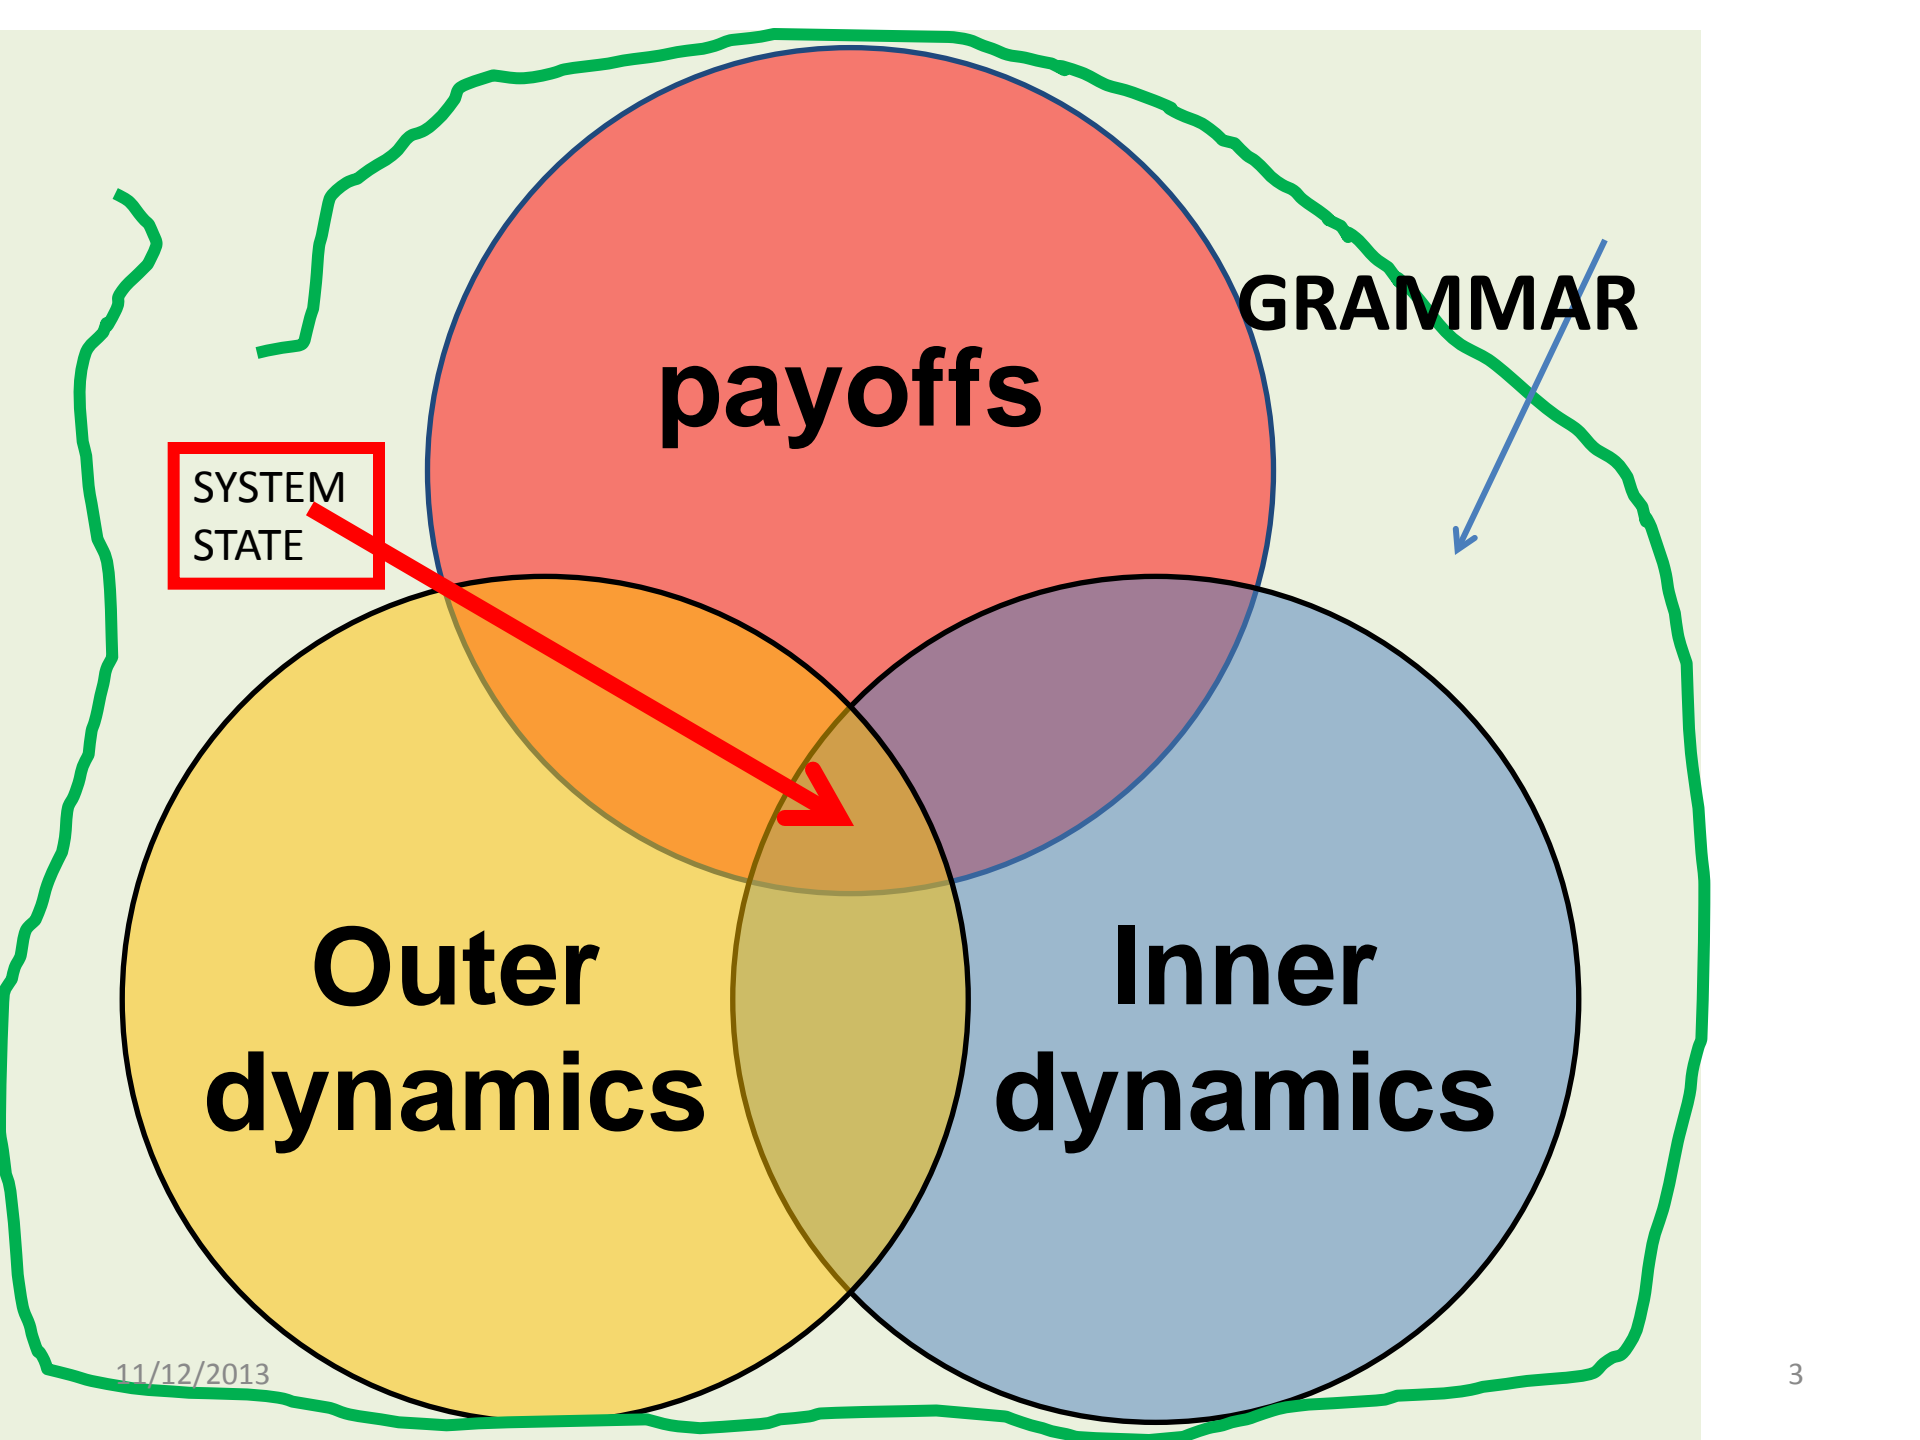 GRAMMAR
payoffs
SYSTEM
STATE
Outer
dynamics
Inner
dynamics
11/12/2013
3